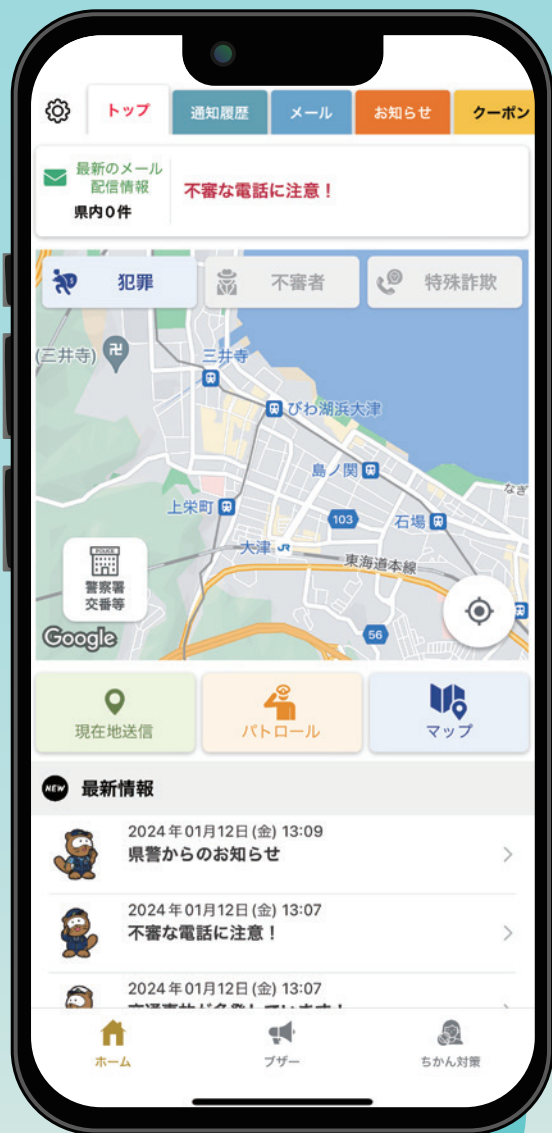 トップ
通知履歴
メール
お知らせ
クーポン
最新のメール
配信情報
県内0件
不審な電話に注意！
犯罪
不審者
特殊詐欺
(三井寺)
三井寺
びわ湖浜大津
島ノ関
なぎ
上栄町
103
石場
大津 JR
東海道本線
POLICE
警察署
交番等
56
Google
現在地送信
パトロール
マップ
NEW 最新情報
2024年01月12日(金) 13:09
県警からのお知らせ
2024年01月12日(金) 13:07
不審な電話に注意！
2024年01月12日(金) 13:07
ホーム
ブザー
ちかん対策